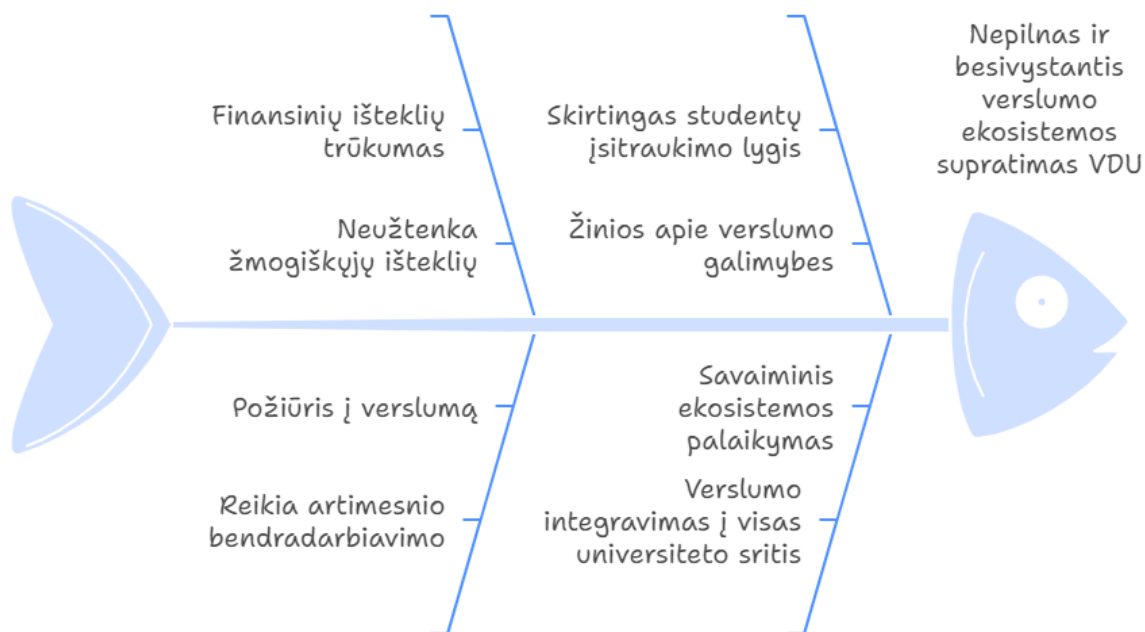 Nepilnas ir
besivystantis
verslumo
ekosistemos
supratimas VDU
Finansinių išteklių
trūkumas
Skirtingas studentų
įsitraukimo lygis
Neužtenka
žmogiškųjų išteklių
Žinios apie verslumo
galimybes
Požiūris į verslumą
Savaiminis
ekosistemos
palaikymas
Reikia artimesnio
bendradarbiavimo
Verslumo
integravimas į visas
universiteto sritis